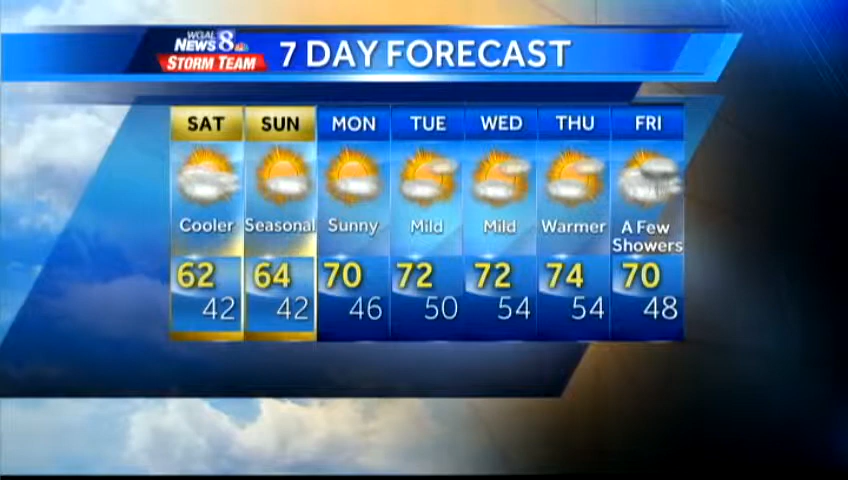 WGAL
NEWS 8
STORM TEAM
7 DAY FORECAST
SAT SUN MON TUE WED THU FRI
Cooler Seasonal Sunny Mild Mild Warmer A Few Showers
62 64 70 72 72 74 70
42 42 46 50 54 54 48